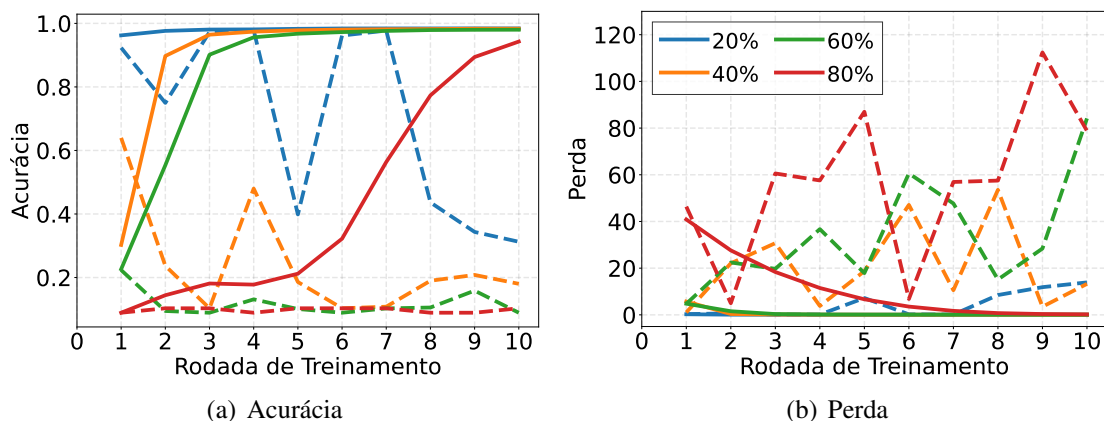 1.0
0.8
0.6
0.4
0.2
Acurácia
0 1 2 3 4 5 6 7 8 9 10
Rodada de Treinamento
(a) Acurácia
120
100
80
60
40
20
0
Perda
20% 60%
40% 80%
0 1 2 3 4 5 6 7 8 9 10
Rodada de Treinamento
(b) Perda